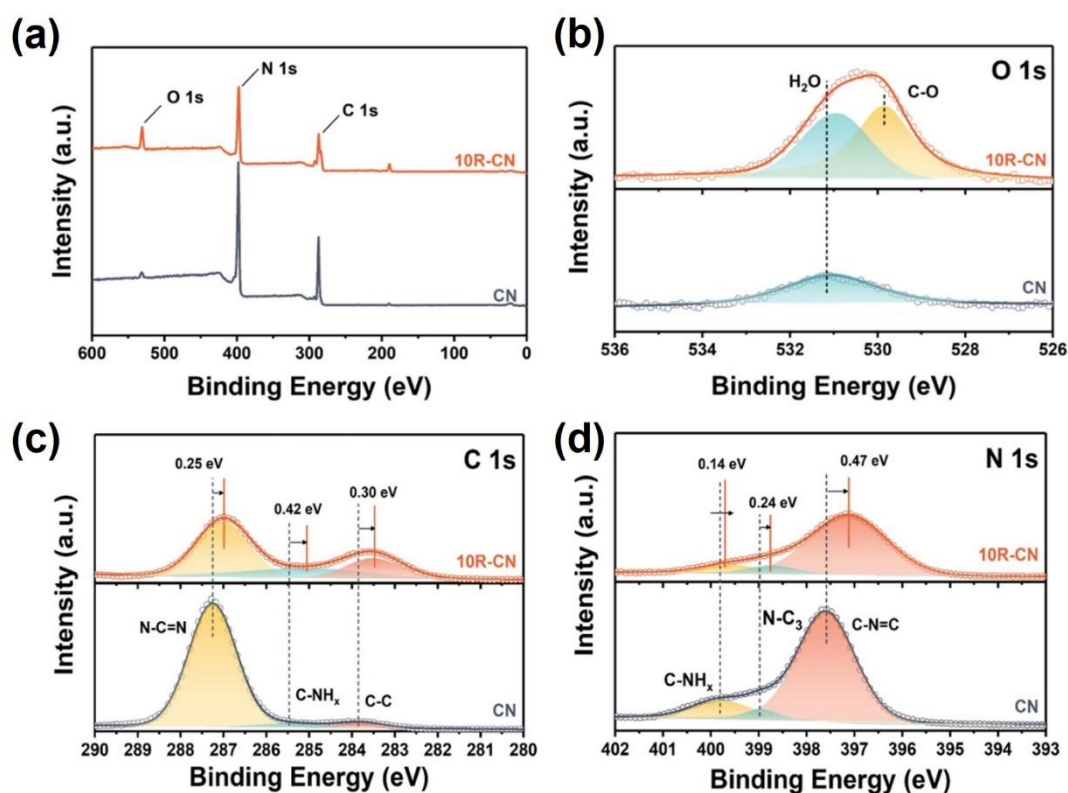 (a)
Intensity (a.u.)
O 1s
N 1s
C 1s
10R-CN
CN
600 500 400 300 200 100 0
Binding Energy (eV)
(b)
Intensity (a.u.)
O 1s
H₂O
C-O
10R-CN
CN
536 534 532 530 528 526
Binding Energy (eV)
(c)
Intensity (a.u.)
C 1s
0.25 eV
0.42 eV
0.30 eV
10R-CN
N-C=N
C-NHₓ
C-C
CN
290 289 288 287 286 285 284 283 282 281 280
Binding Energy (eV)
(d)
Intensity (a.u.)
N 1s
0.14 eV
0.24 eV
0.47 eV
10R-CN
C-NHₓ
N-C₃
C-N=C
CN
402 401 400 399 398 397 396 395 394 393
Binding Energy (eV)